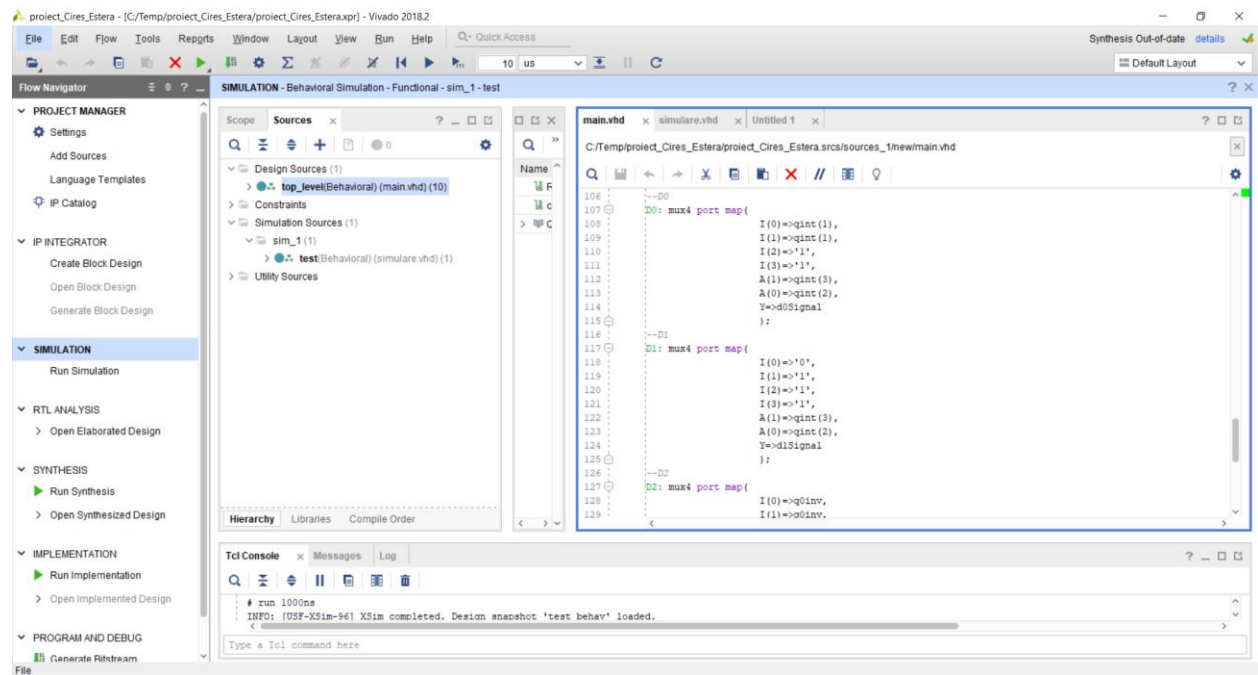 proiect_Cires_Estera - [C:/Temp/proiect_Cires_Estera/proiect_Cires_Estera.xpr] - Vivado 2018.2
File Edit Flow Tools Reports Window Layout View Run Help Q- Quick Access
Synthesis Out-of-date details
10 us
Default Layout
Flow Navigator
PROJECT MANAGER
Settings
Add Sources
Language Templates
IP Catalog
IP INTEGRATOR
Create Block Design
Open Block Design
Generate Block Design
SIMULATION
Run Simulation
RTL ANALYSIS
Open Elaborated Design
SYNTHESIS
Run Synthesis
Open Synthesized Design
IMPLEMENTATION
Run Implementation
Open Implemented Design
PROGRAM AND DEBUG
Generate Bitstream
File
SIMULATION - Behavioral Simulation - Functional - sim_1 - test
Scope Sources
0
Design Sources (1)
top_level(Behavioral) (main.vhd) (10)
Constraints
Simulation Sources (1)
sim_1 (1)
test(Behavioral) (simulare.vhd) (1)
Utility Sources
Hierarchy Libraries Compile Order
Name
main.vhd simulare.vhd Untitled 1
C:/Temp/proiect_Cires_Estera/proiect_Cires_Estera.srcs/sources_1/new/main.vhd
106 --D0
107 D0: mux4 port map(
108 I(0)=>qint(1),
109 I(1)=>qint(1),
110 I(2)=>'1',
111 I(3)=>'1',
112 A(1)=>qint(3),
113 A(0)=>qint(2),
114 Y=>d0Signal
115 );
116 --D1
117 D1: mux4 port map(
118 I(0)=>'0',
119 I(1)=>'1',
120 I(2)=>'1',
121 I(3)=>'1',
122 A(1)=>qint(3),
123 A(0)=>qint(2),
124 Y=>d1Signal
125 );
126 --D2
127 D2: mux4 port map(
128 I(0)=>q0inv,
129 I(1)=>q0inv,
Tcl Console Messages Log
# run 1000ns
INFO: [USF-XSim-96] XSim completed. Design snapshot 'test behav' loaded.
Type a Tcl command here